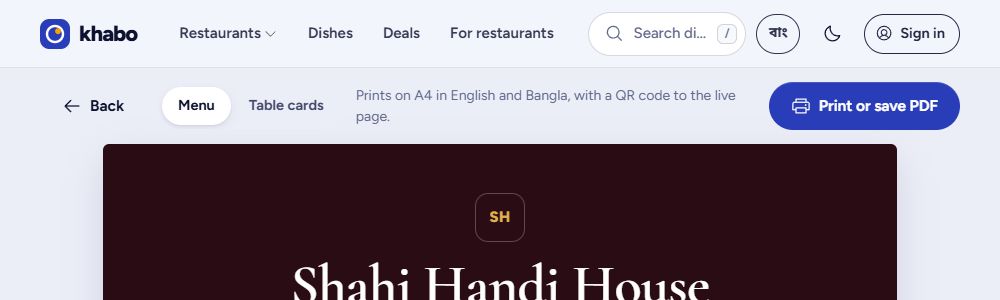 khabo
Restaurants
Dishes
Deals
For restaurants
Search di...
/
বাং
Sign in
Back
Menu
Table cards
Prints on A4 in English and Bangla, with a QR code to the live
page.
Print or save PDF
SH
Shahi Handi House